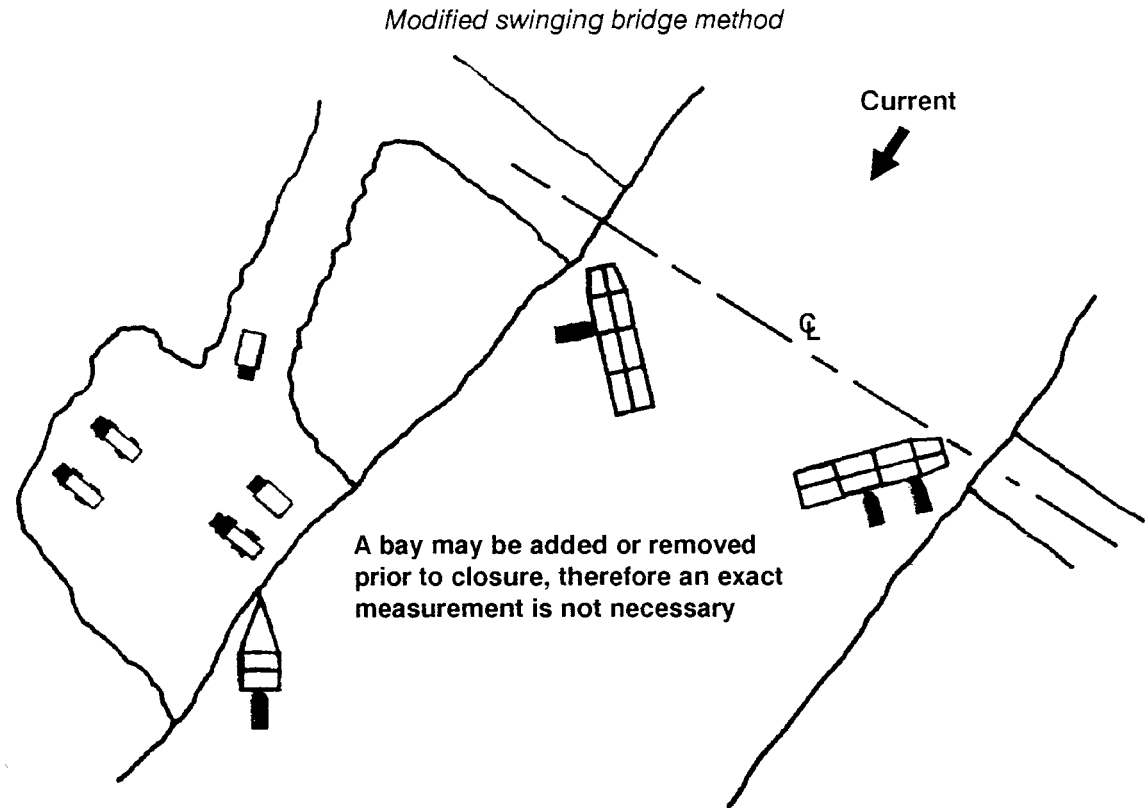 Modified swinging bridge method
Current
℄
A bay may be added or removed
prior to closure, therefore an exact
measurement is not necessary